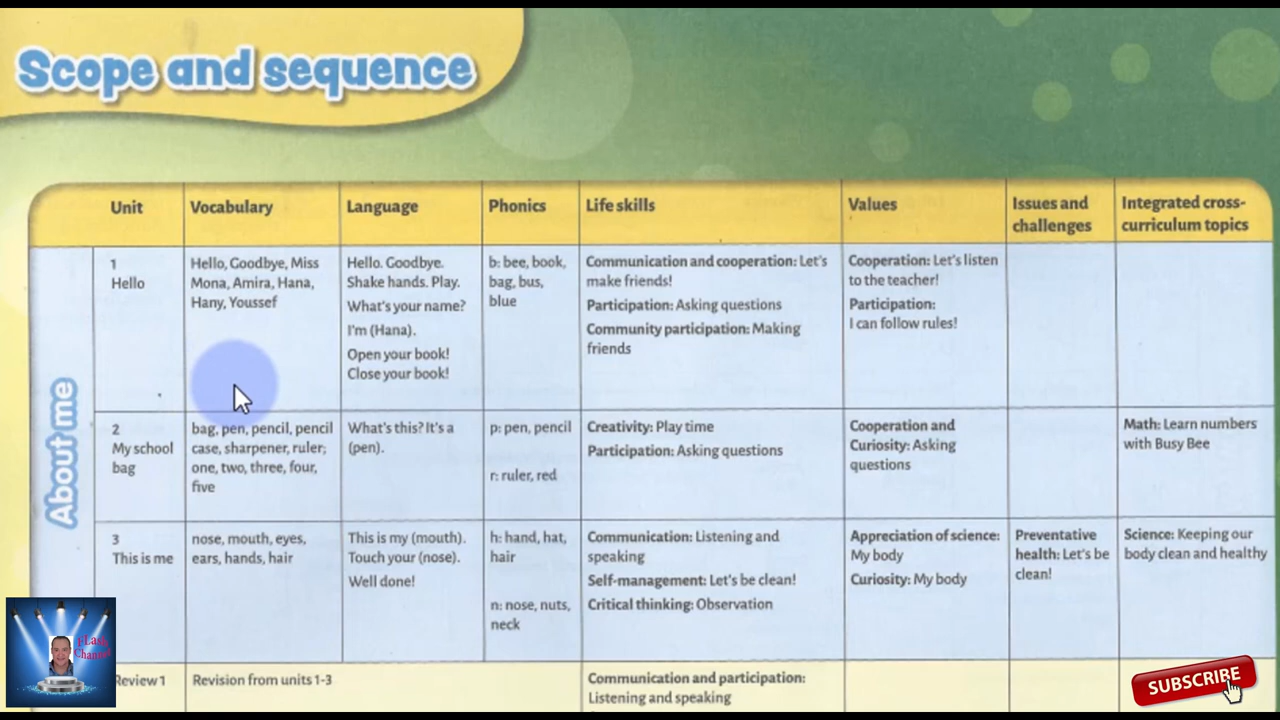 Scope and sequence
Unit
Vocabulary
Language
Phonics
Life skills
Values
Issues and
challenges
Integrated cross-
curriculum topics
About me
1
Hello
Hello, Goodbye, Miss
Mona, Amira, Hana,
Hany, Youssef
Hello. Goodbye.
Shake hands. Play.
What's your name?
I'm (Hana).
Open your book!
Close your book!
b: bee, book,
bag, bus,
blue
Communication and cooperation: Let's
make friends!
Participation: Asking questions
Community participation: Making
friends
Cooperation: Let's listen
to the teacher!
Participation:
I can follow rules!
2
My school
bag
bag, pen, pencil, pencil
case, sharpener, ruler;
one, two, three, four,
five
What's this? It's a
(pen).
p: pen, pencil
r: ruler, red
Creativity: Play time
Participation: Asking questions
Cooperation and
Curiosity: Asking
questions
Math: Learn numbers
with Busy Bee
3
This is me
nose, mouth, eyes,
ears, hands, hair
This is my (mouth).
Touch your (nose).
Well done!
h: hand, hat,
hair
n: nose, nuts,
neck
Communication: Listening and
speaking
Self-management: Let's be clean!
Critical thinking: Observation
Appreciation of science:
My body
Curiosity: My body
Preventative
health: Let's be
clean!
Science: Keeping our
body clean and healthy
Review 1
Revision from units 1-3
Communication and participation:
Listening and speaking
FLash
Channel
SUBSCRIBE